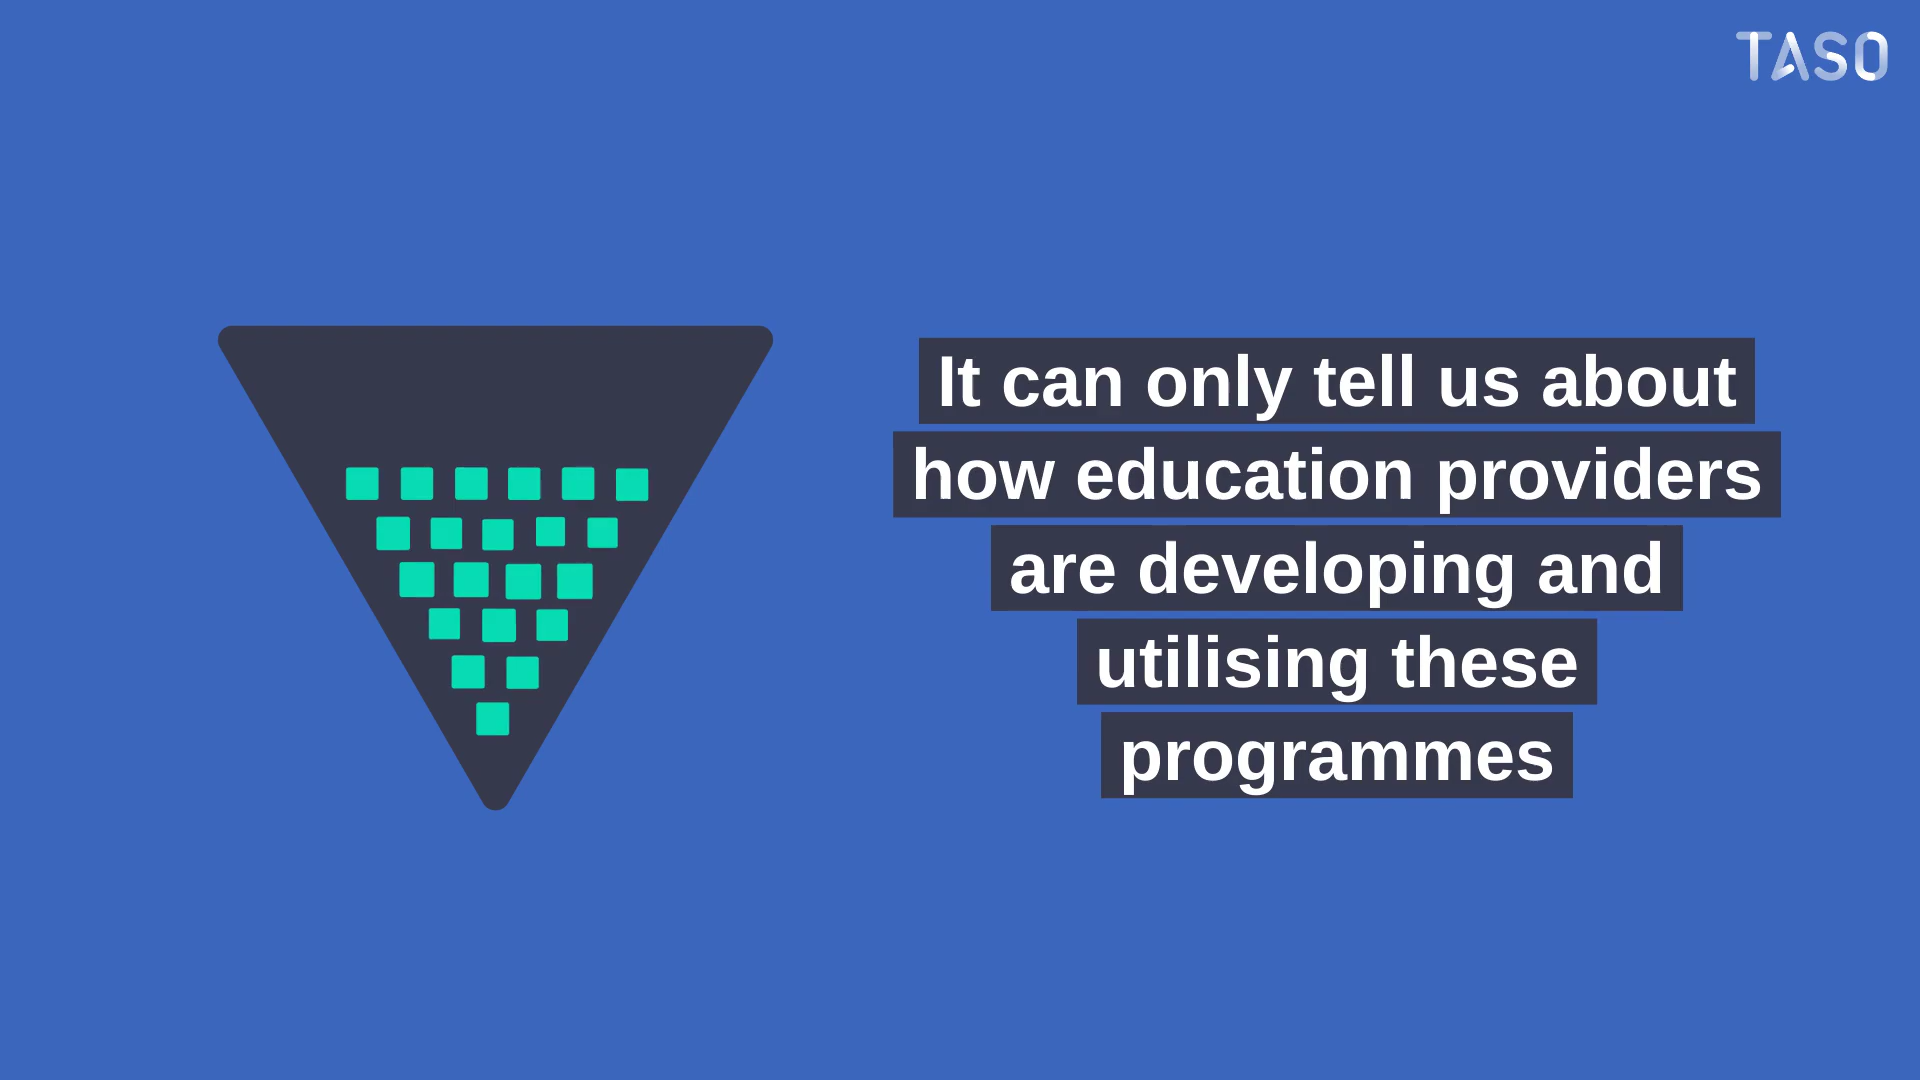 TASO
It can only tell us about
how education providers
are developing and
utilising these
programmes